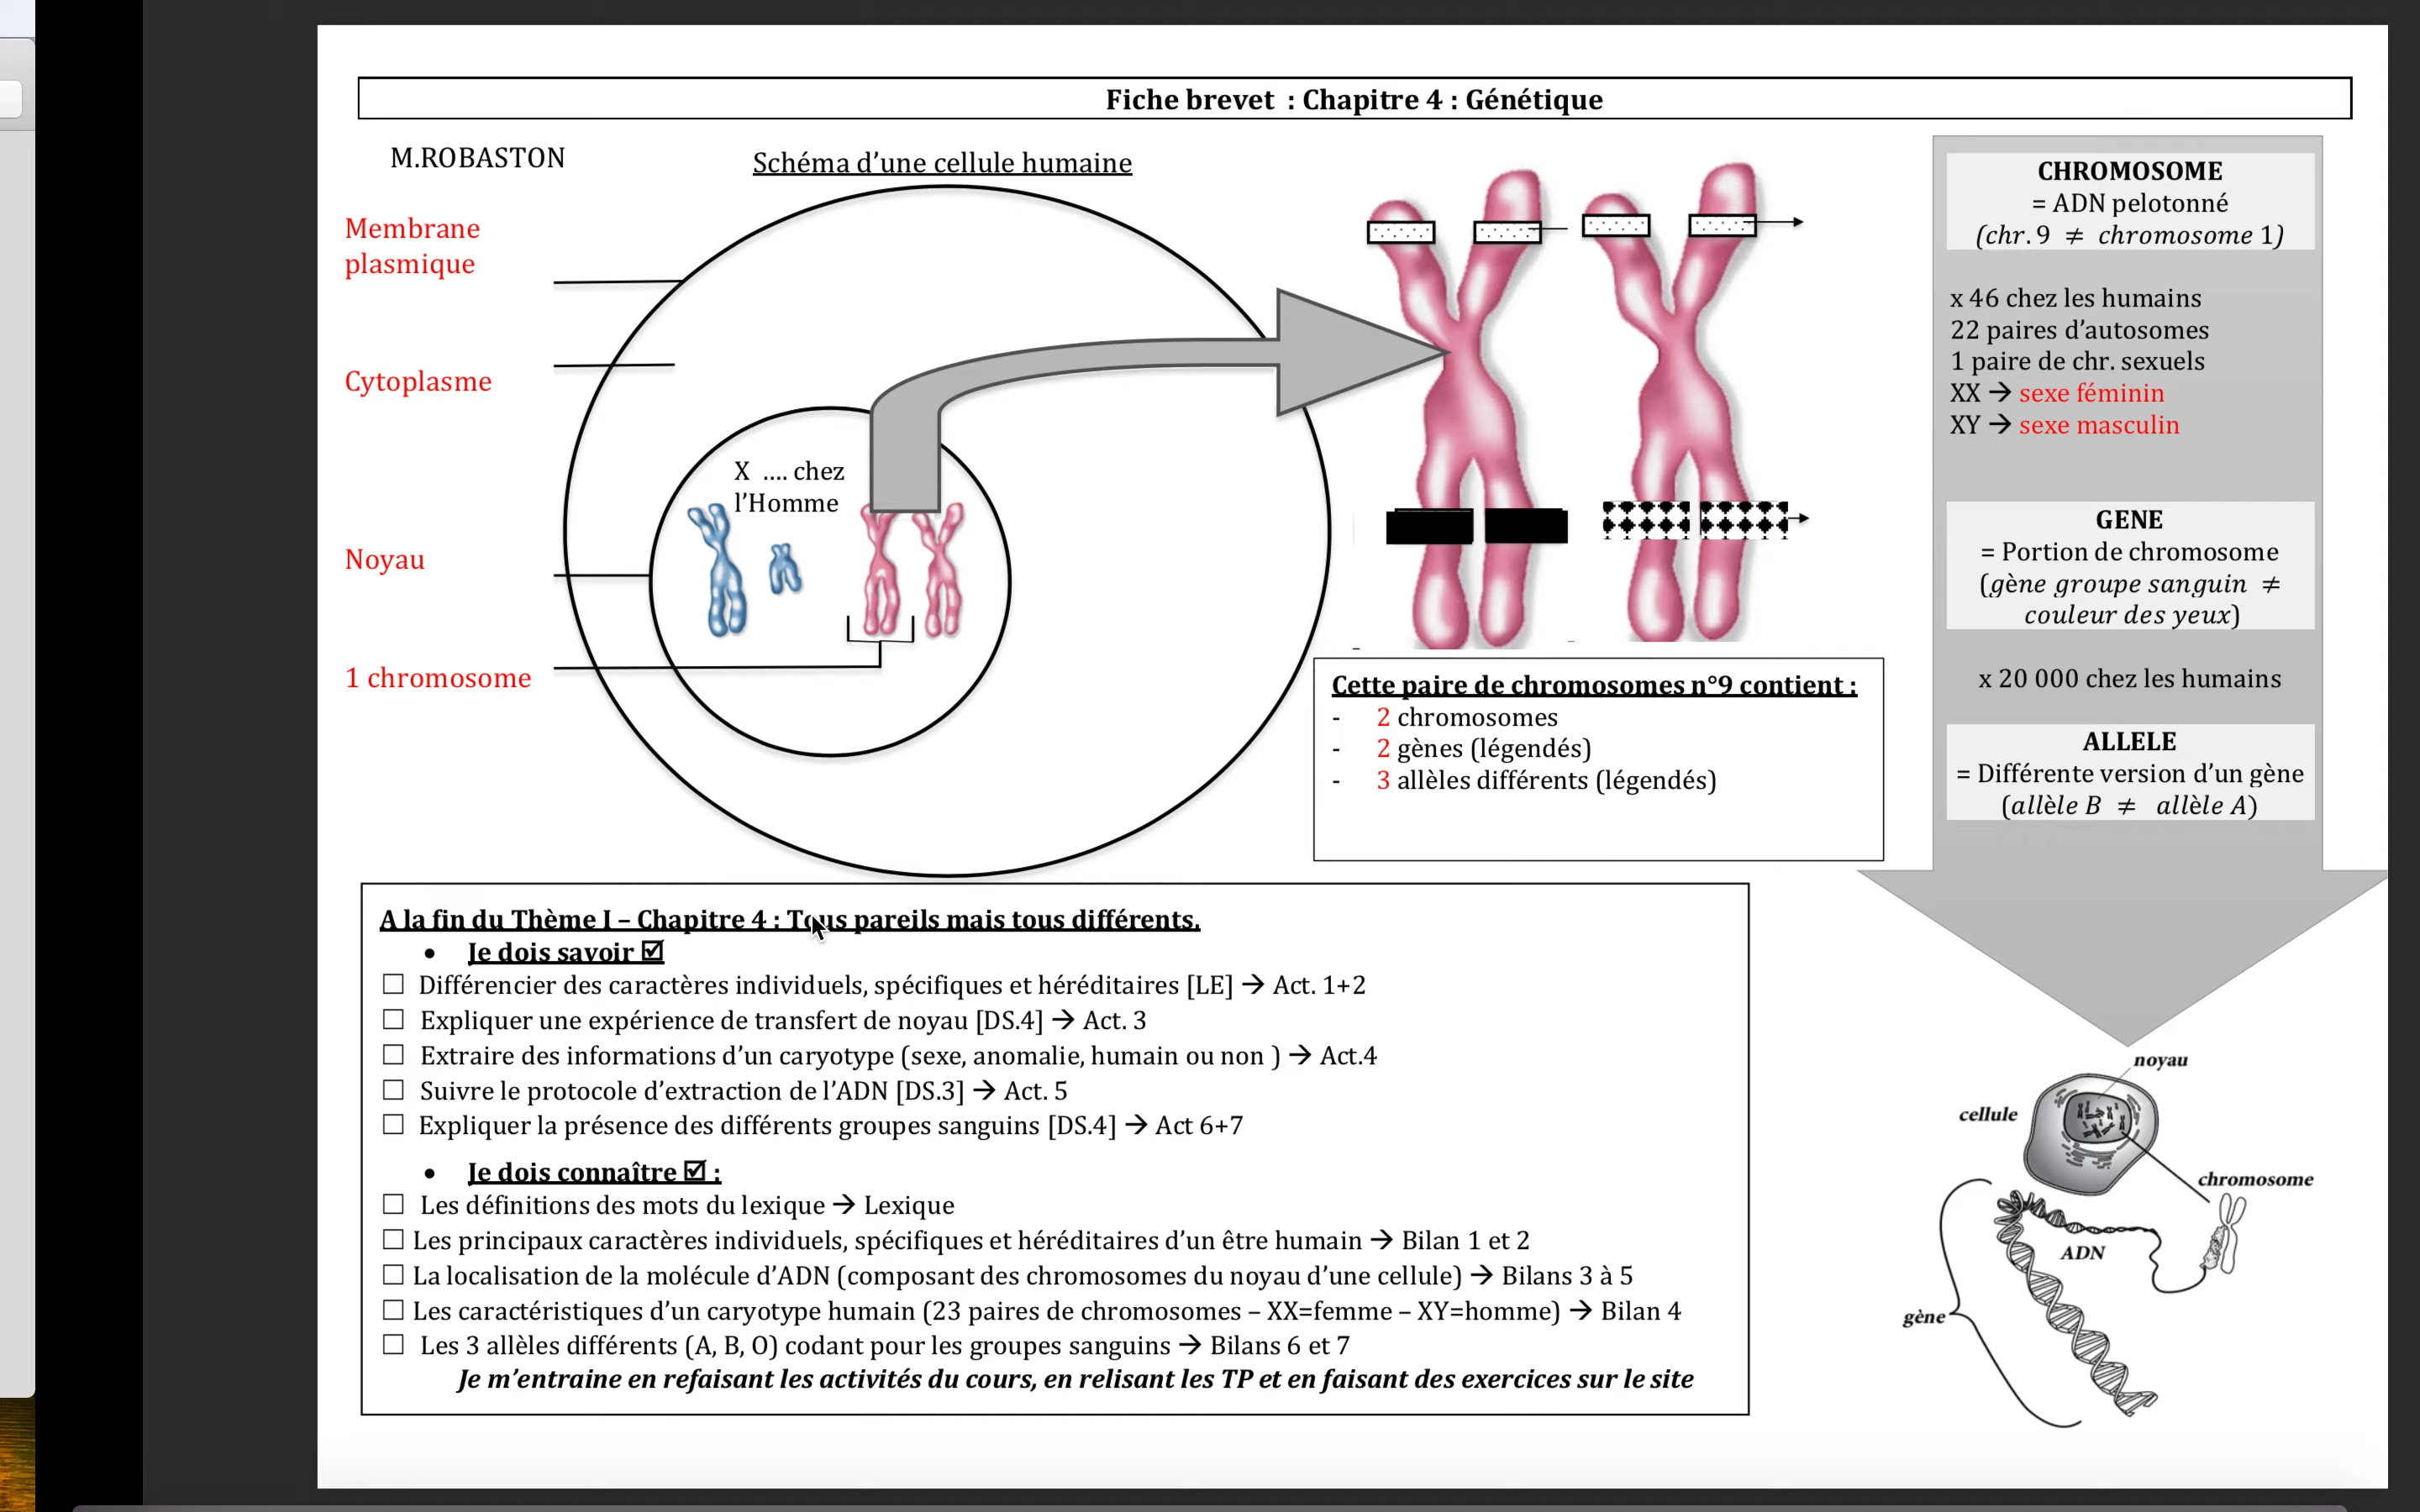 Fiche brevet : Chapitre 4 : Génétique
M.ROBASTON
Schéma d’une cellule humaine
Membrane
plasmique
Cytoplasme
Noyau
1 chromosome
X .... chez
l’Homme
Cette paire de chromosomes n°9 contient :
- 2 chromosomes
- 2 gènes (légendés)
- 3 allèles différents (légendés)
CHROMOSOME
= ADN pelotonné
(chr. 9 ≠ chromosome 1)
x 46 chez les humains
22 paires d’autosomes
1 paire de chr. sexuels
XX → sexe féminin
XY → sexe masculin
GENE
= Portion de chromosome
(gène groupe sanguin ≠
couleur des yeux)
x 20 000 chez les humains
ALLELE
= Différente version d’un gène
(allèle B ≠ allèle A)
A la fin du Thème I – Chapitre 4 : Tous pareils mais tous différents.
• Je dois savoir ☑
☐ Différencier des caractères individuels, spécifiques et héréditaires [LE] → Act. 1+2
☐ Expliquer une expérience de transfert de noyau [DS.4] → Act. 3
☐ Extraire des informations d’un caryotype (sexe, anomalie, humain ou non ) → Act.4
☐ Suivre le protocole d’extraction de l’ADN [DS.3] → Act. 5
☐ Expliquer la présence des différents groupes sanguins [DS.4] → Act 6+7
• Je dois connaître ☑ :
☐ Les définitions des mots du lexique → Lexique
☐ Les principaux caractères individuels, spécifiques et héréditaires d’un être humain → Bilan 1 et 2
☐ La localisation de la molécule d’ADN (composant des chromosomes du noyau d’une cellule) → Bilans 3 à 5
☐ Les caractéristiques d’un caryotype humain (23 paires de chromosomes – XX=femme – XY=homme) → Bilan 4
☐ Les 3 allèles différents (A, B, O) codant pour les groupes sanguins → Bilans 6 et 7
Je m’entraine en refaisant les activités du cours, en relisant les TP et en faisant des exercices sur le site
noyau
cellule
chromosome
ADN
gène